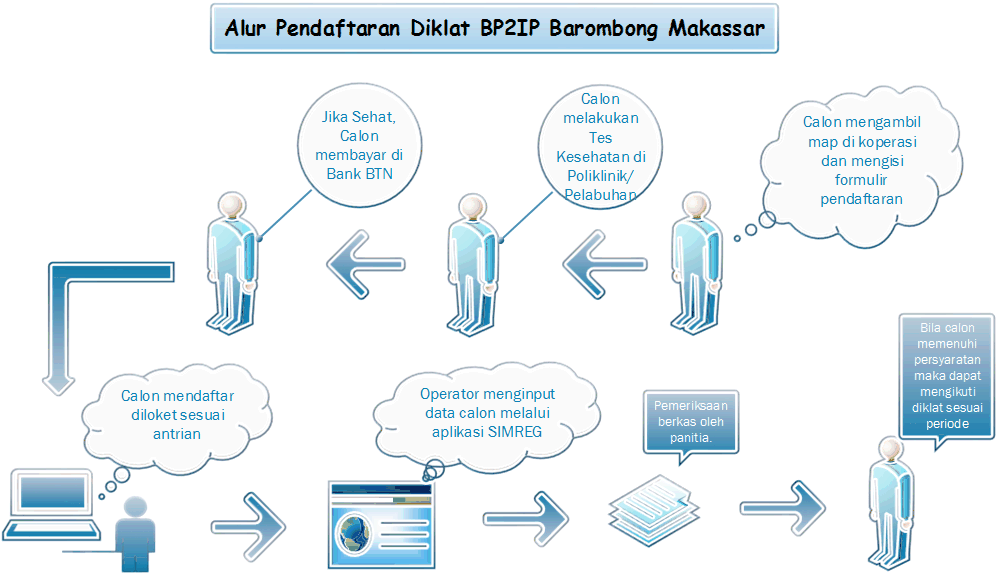 Alur Pendaftaran Diklat BP2IP Barombong Makassar
Calon mengambil
map di koperasi
dan mengisi
formulir
pendaftaran
Calon
melakukan
Tes
Kesehatan di
Poliklinik/
Pelabuhan
Jika Sehat,
Calon
membayar di
Bank BTN
Calon mendaftar
diloket sesuai
antrian
Operator menginput
data calon melalui
aplikasi SIMREG
Pemeriksaan
berkas oleh
panitia.
Bila calon
memenuhi
persyaratan
maka dapat
mengikuti
diklat sesuai
periode